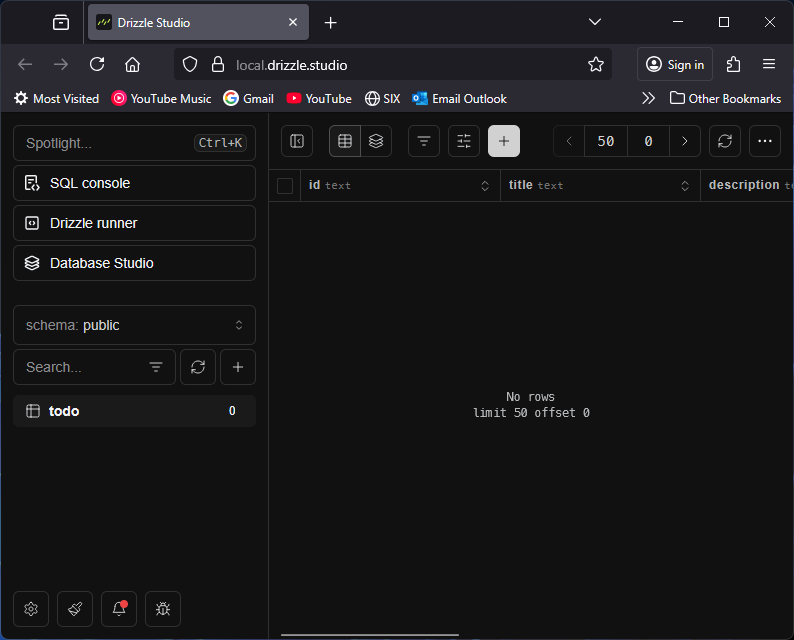 Drizzle Studio
local.drizzle.studio
Sign in
Most Visited
YouTube Music
Gmail
YouTube
SIX
Email Outlook
Other Bookmarks
Spotlight...
Ctrl+K
SQL console
Drizzle runner
Database Studio
schema: public
Search...
todo
0
50
0
id text
title text
description
No rows
limit 50 offset 0